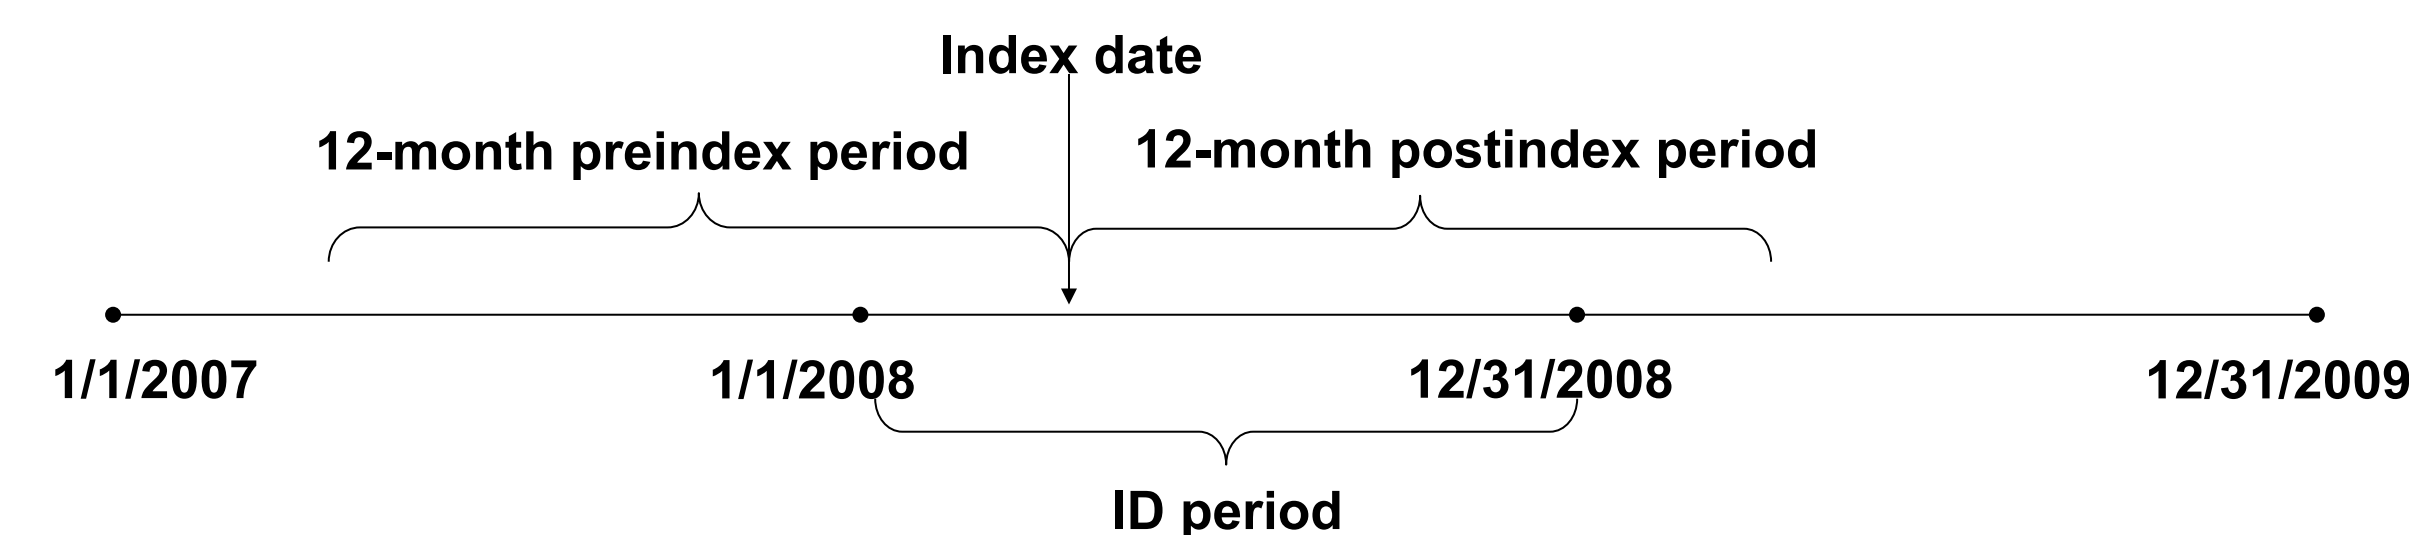 Index date
12-month preindex period
12-month postindex period
1/1/2007
1/1/2008
12/31/2008
12/31/2009
ID period